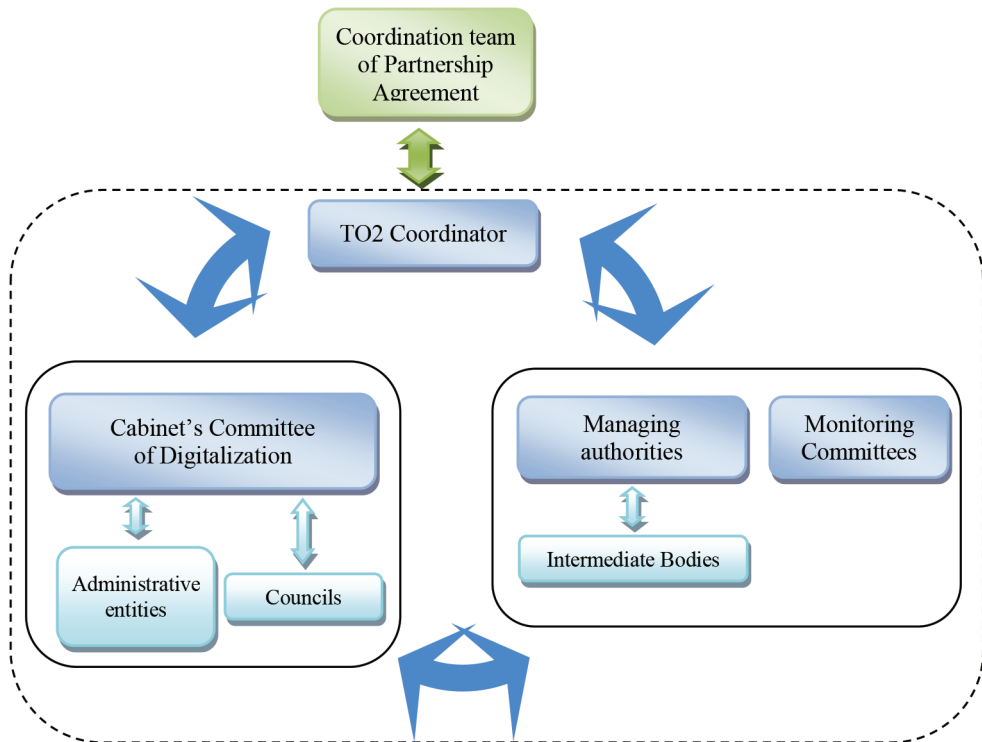 Coordination team
of Partnership
Agreement
TO2 Coordinator
Cabinet’s Committee
of Digitalization
Administrative
entities
Councils
Managing
authorities
Monitoring
Committees
Intermediate Bodies